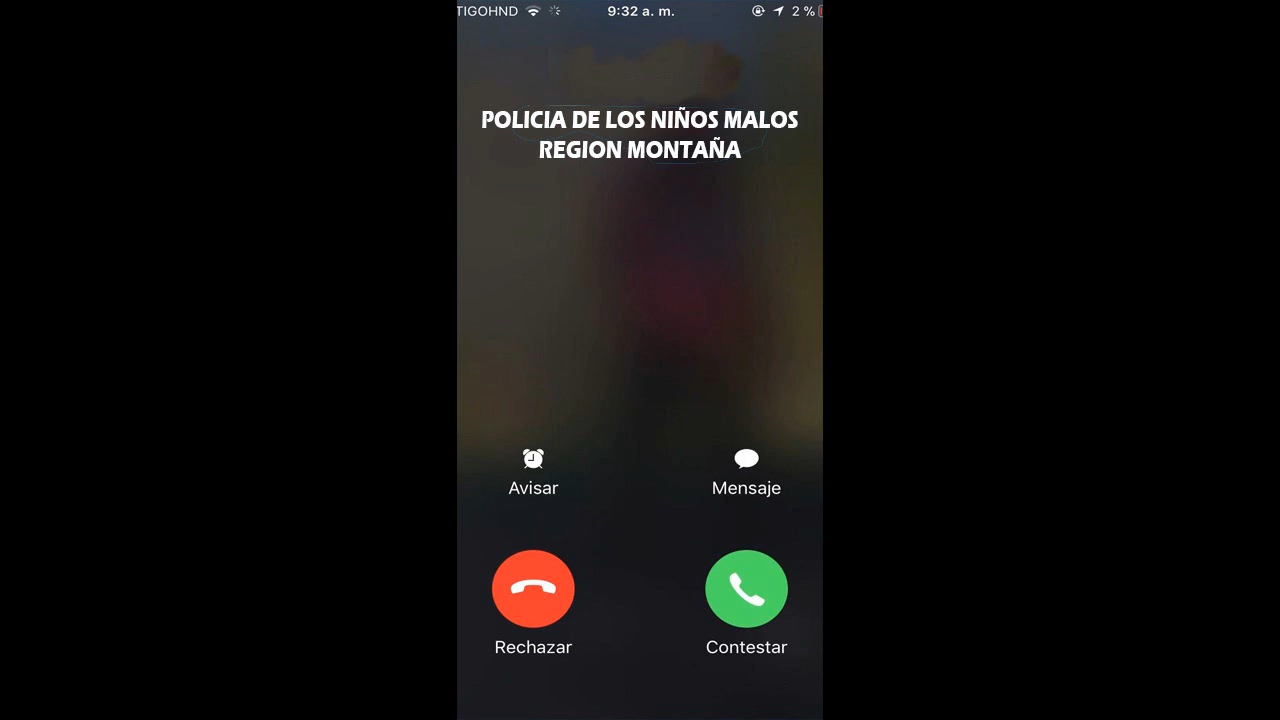 TIGOHND 9:32 a. m. 2 %
POLICIA DE LOS NIÑOS MALOS
REGION MONTAÑA
Avisar Mensaje
Rechazar Contestar